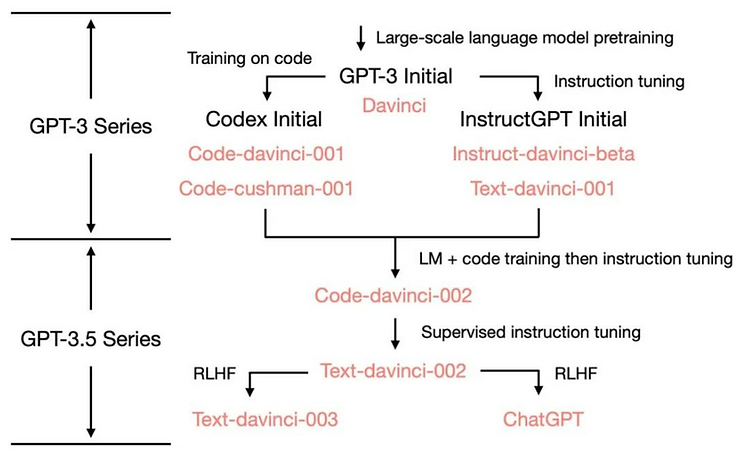 Large-scale language model pretraining
Training on code
GPT-3 Initial
Instruction tuning
Davinci
GPT-3 Series
Codex Initial
InstructGPT Initial
Code-davinci-001
Instruct-davinci-beta
Code-cushman-001
Text-davinci-001
LM + code training then instruction tuning
Code-davinci-002
GPT-3.5 Series
Supervised instruction tuning
Text-davinci-002
RLHF
RLHF
Text-davinci-003
ChatGPT